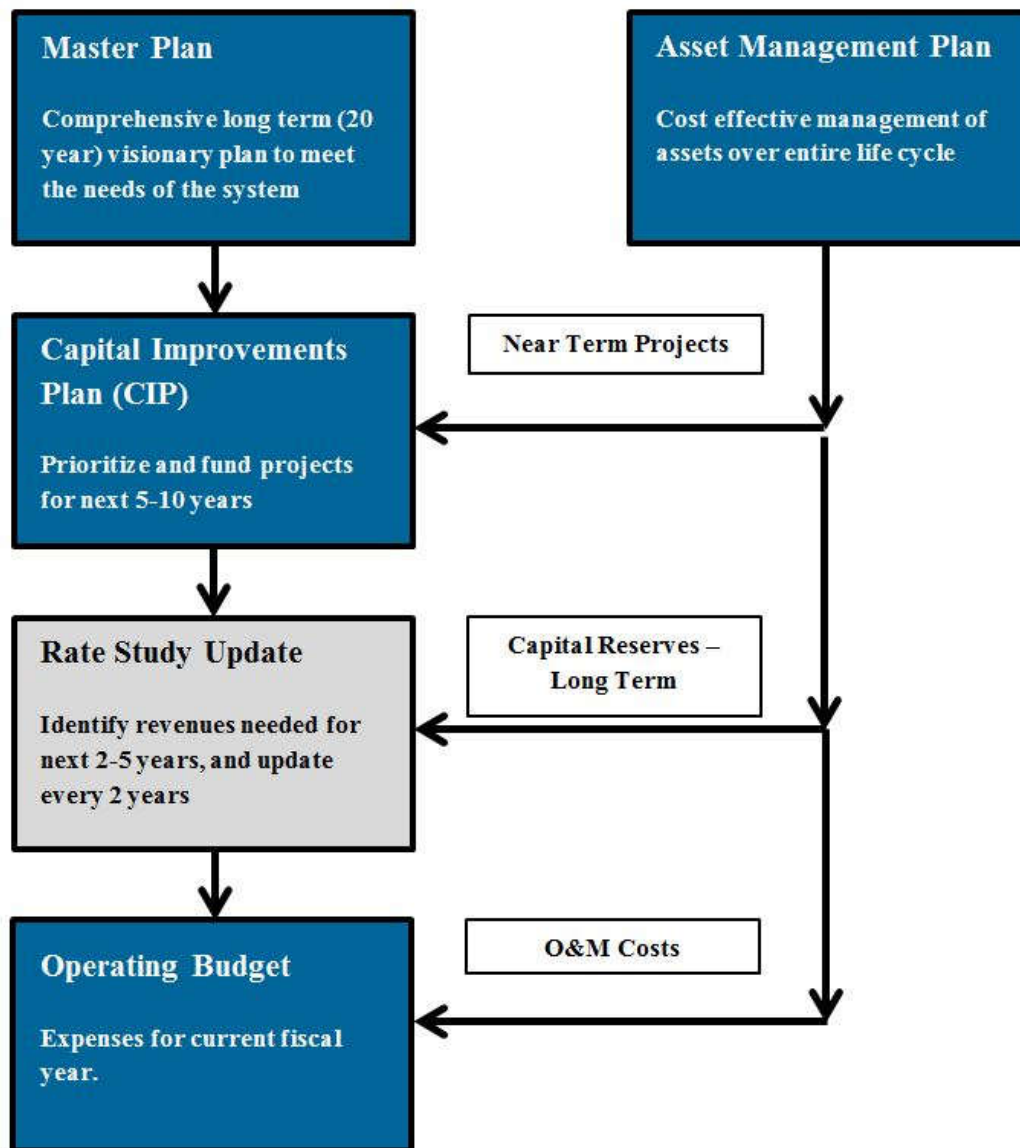 Master Plan
Comprehensive long term (20
year) visionary plan to meet
the needs of the system
Asset Management Plan
Cost effective management of
assets over entire life cycle
Capital Improvements
Plan (CIP)
Prioritize and fund projects
for next 5-10 years
Near Term Projects
Rate Study Update
Identify revenues needed for
next 2-5 years, and update
every 2 years
Capital Reserves –
Long Term
Operating Budget
Expenses for current fiscal
year.
O&M Costs